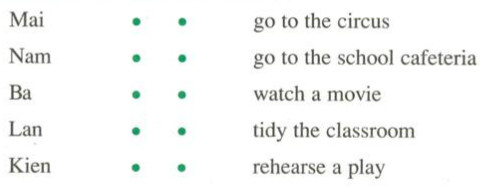 Mai go to the circus
Nam go to the school cafeteria
Ba watch a movie
Lan tidy the classroom
Kien rehearse a play